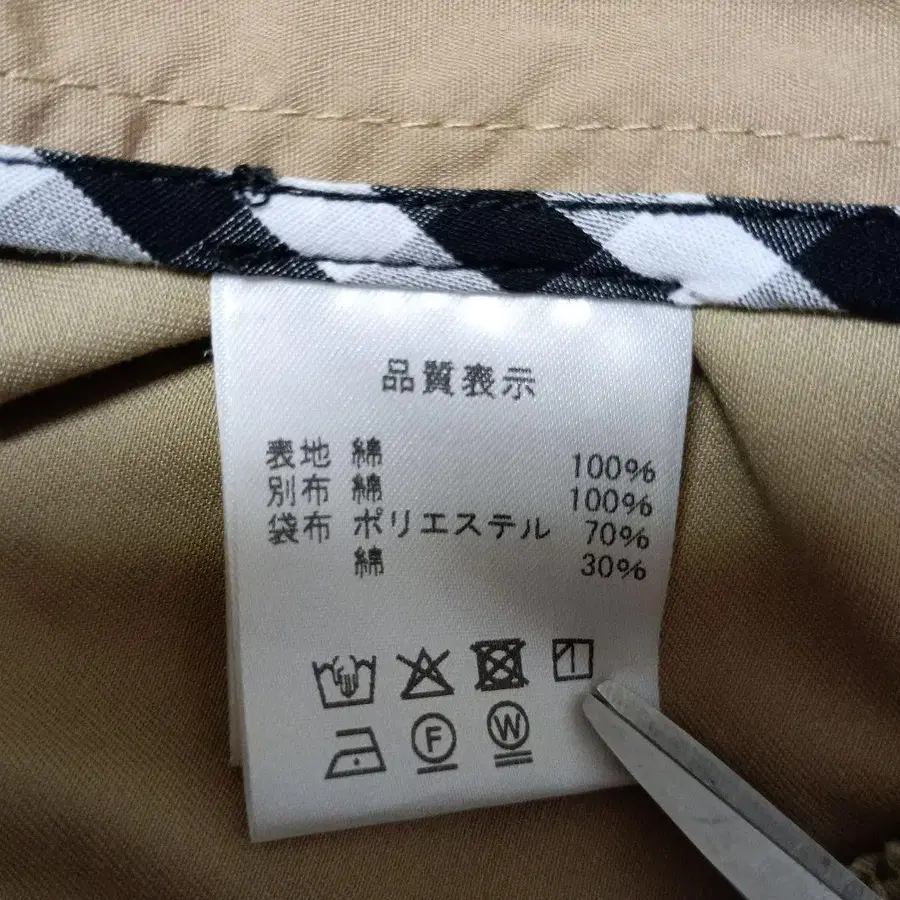 品質表示
表地 綿 100%
別布 綿 100%
袋布 ポリエステル 70%
綿 30%
F W